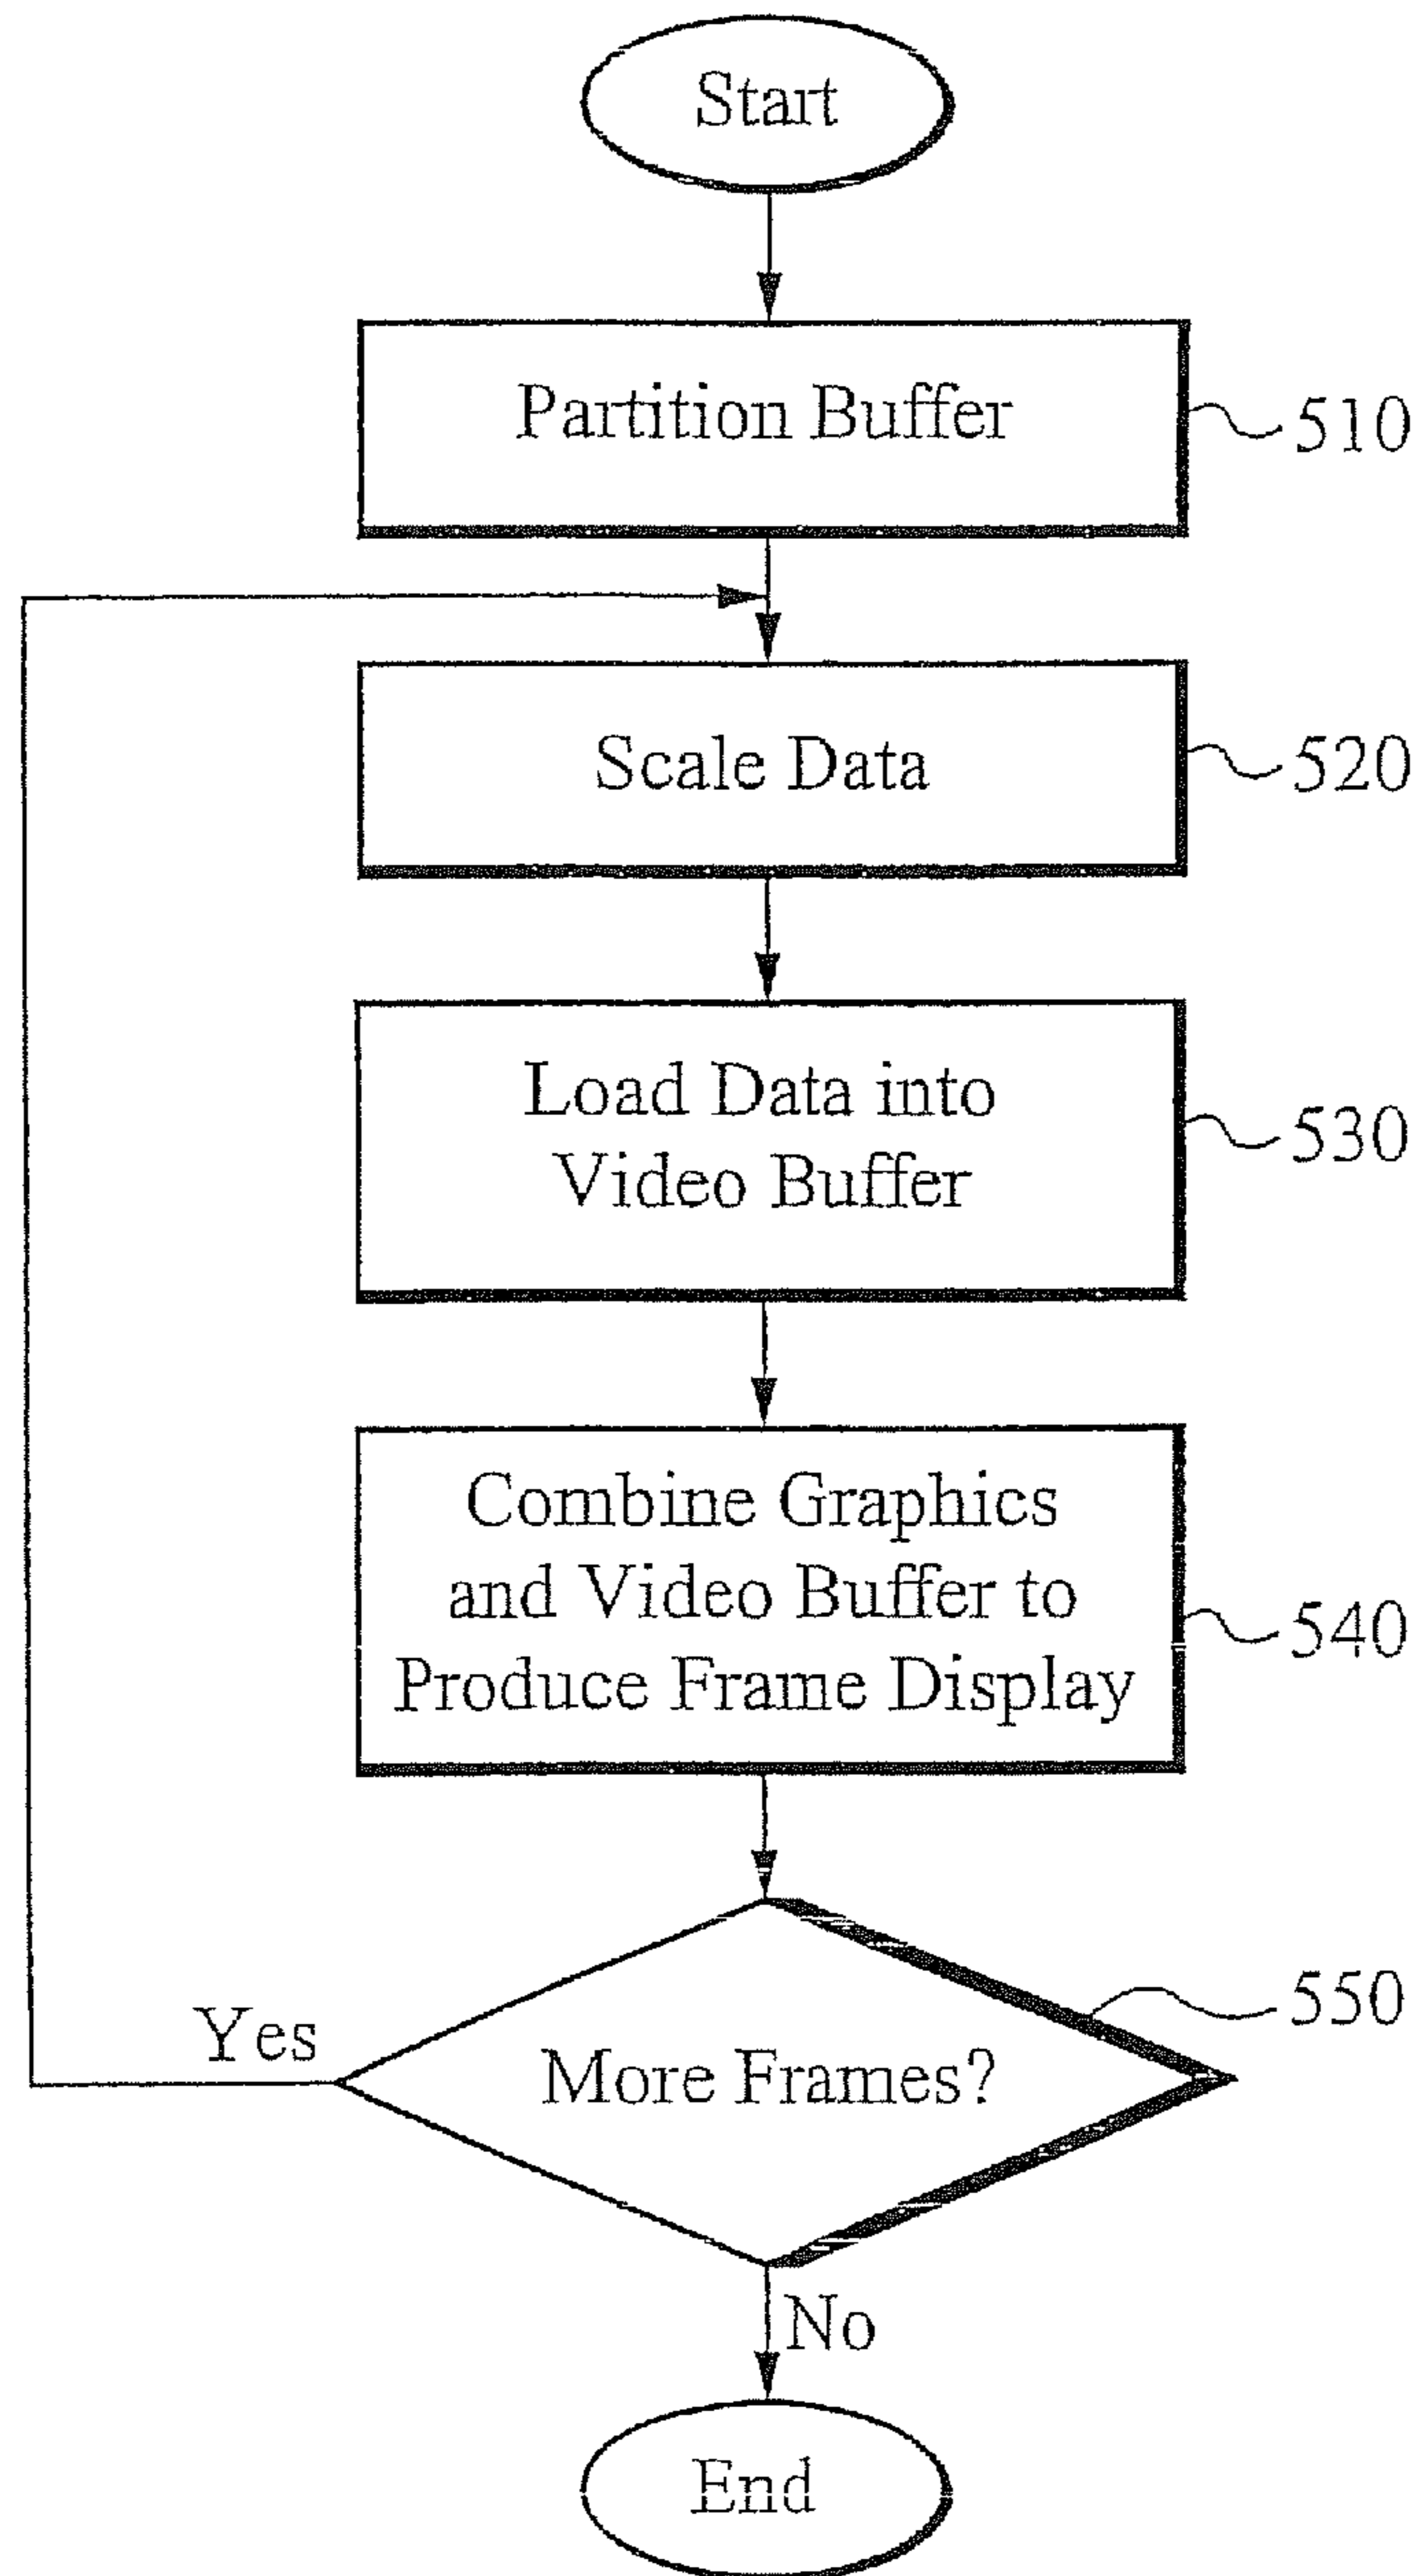 Start
Partition Buffer
510
Scale Data
520
Load Data into
Video Buffer
530
Combine Graphics
and Video Buffer to
Produce Frame Display
540
550
Yes
More Frames?
No
End